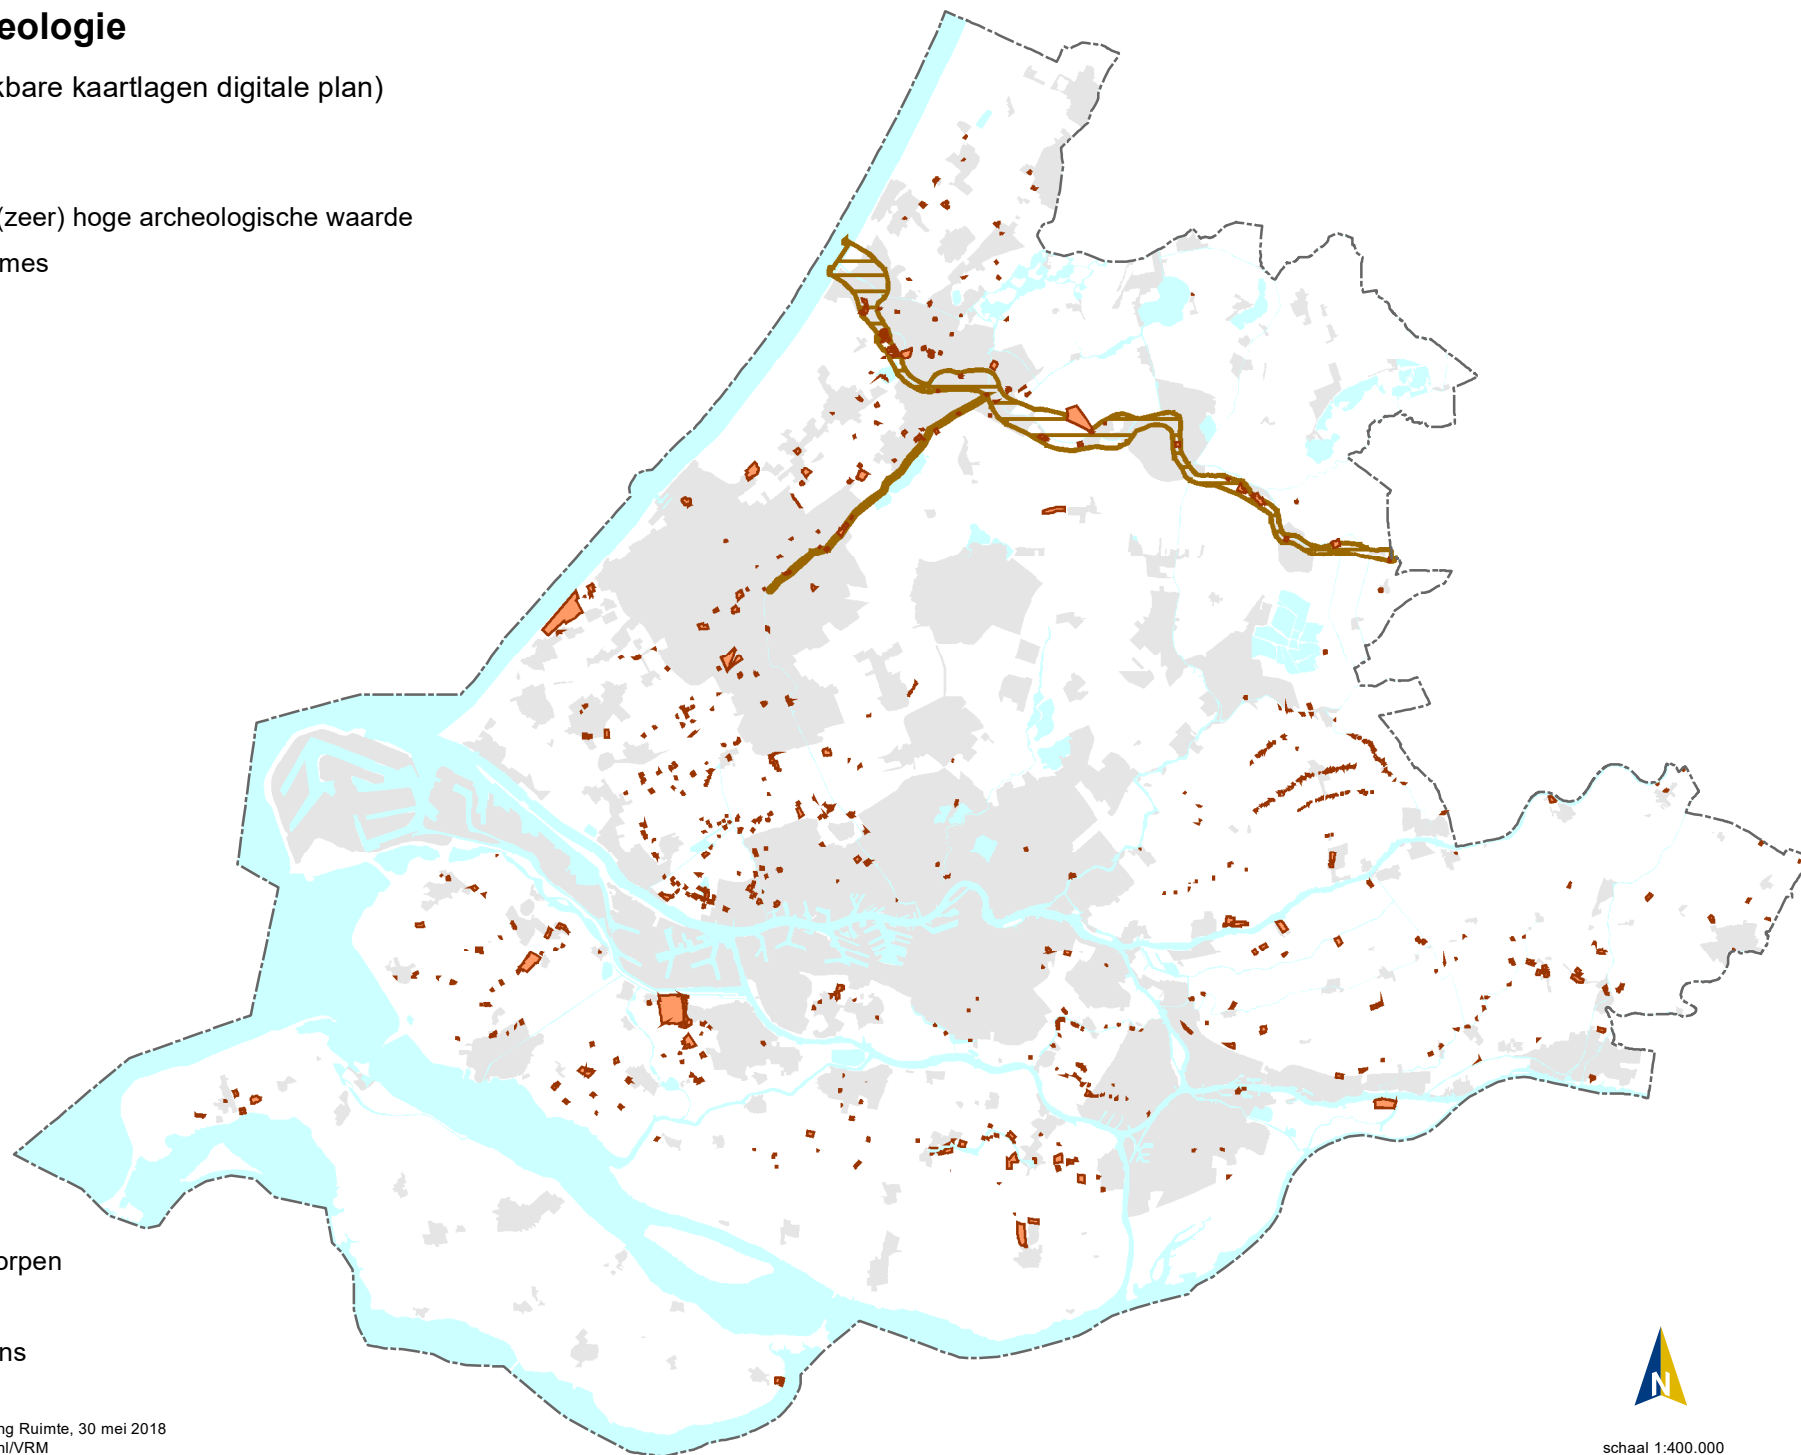 eologie
kbare kaartlagen digitale plan)
(zeer) hoge archeologische waarde
mes
orpen
ns
ng Ruimte, 30 mei 2018
nl/VRM
N
schaal 1:400.000